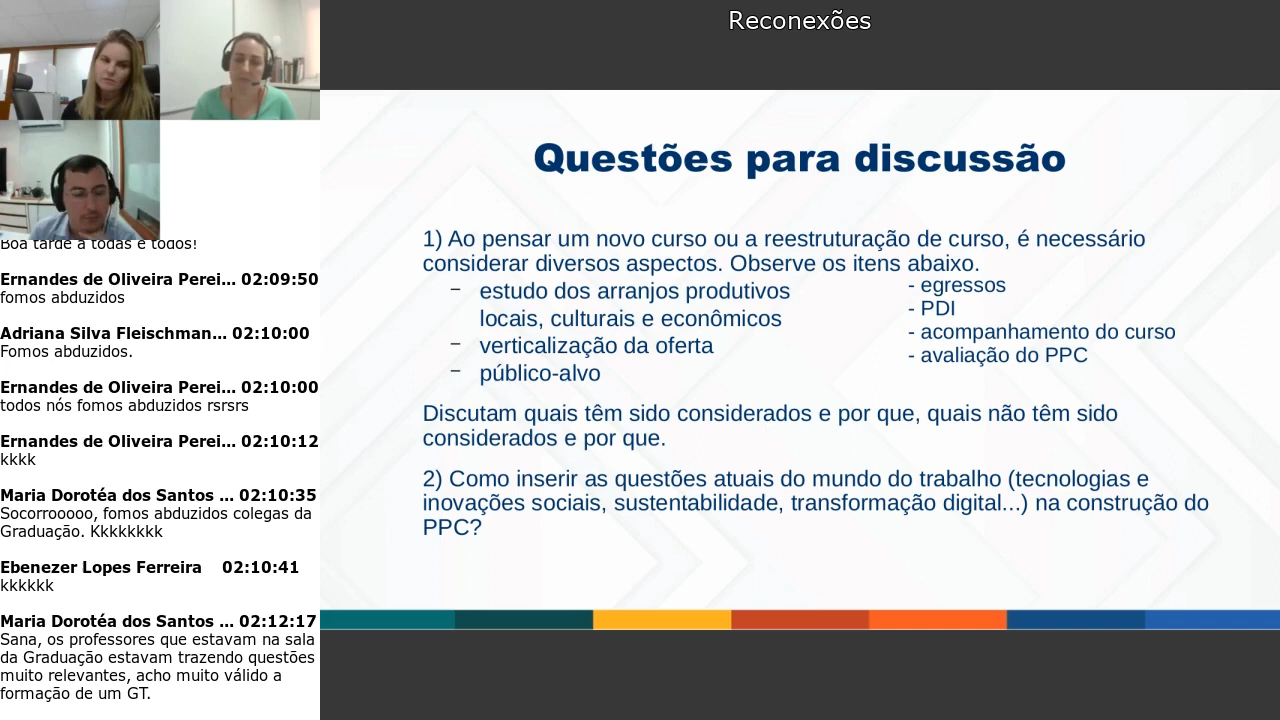 Reconexões
Boa tarde a todas e todos!
Ernandes de Oliveira Perei... 02:09:50
fomos abduzidos
Adriana Silva Fleischman... 02:10:00
Fomos abduzidos.
Ernandes de Oliveira Perei... 02:10:00
todos nós fomos abduzidos rsrsrs
Ernandes de Oliveira Perei... 02:10:12
kkkk
Maria Dorotéa dos Santos ... 02:10:35
Socorrooooo, fomos abduzidos colegas da
Graduação. Kkkkkkkk
Ebenezer Lopes Ferreira 02:10:41
kkkkkk
Maria Dorotéa dos Santos ... 02:12:17
Sana, os professores que estavam na sala
da Graduação estavam trazendo questões
muito relevantes, acho muito válido a
formação de um GT.
Questões para discussão
1) Ao pensar um novo curso ou a reestruturação de curso, é necessário
considerar diversos aspectos. Observe os itens abaixo.
– estudo dos arranjos produtivos
locais, culturais e econômicos
– verticalização da oferta
– público-alvo
- egressos
- PDI
- acompanhamento do curso
- avaliação do PPC
Discutam quais têm sido considerados e por que, quais não têm sido
considerados e por que.
2) Como inserir as questões atuais do mundo do trabalho (tecnologias e
inovações sociais, sustentabilidade, transformação digital...) na construção do
PPC?